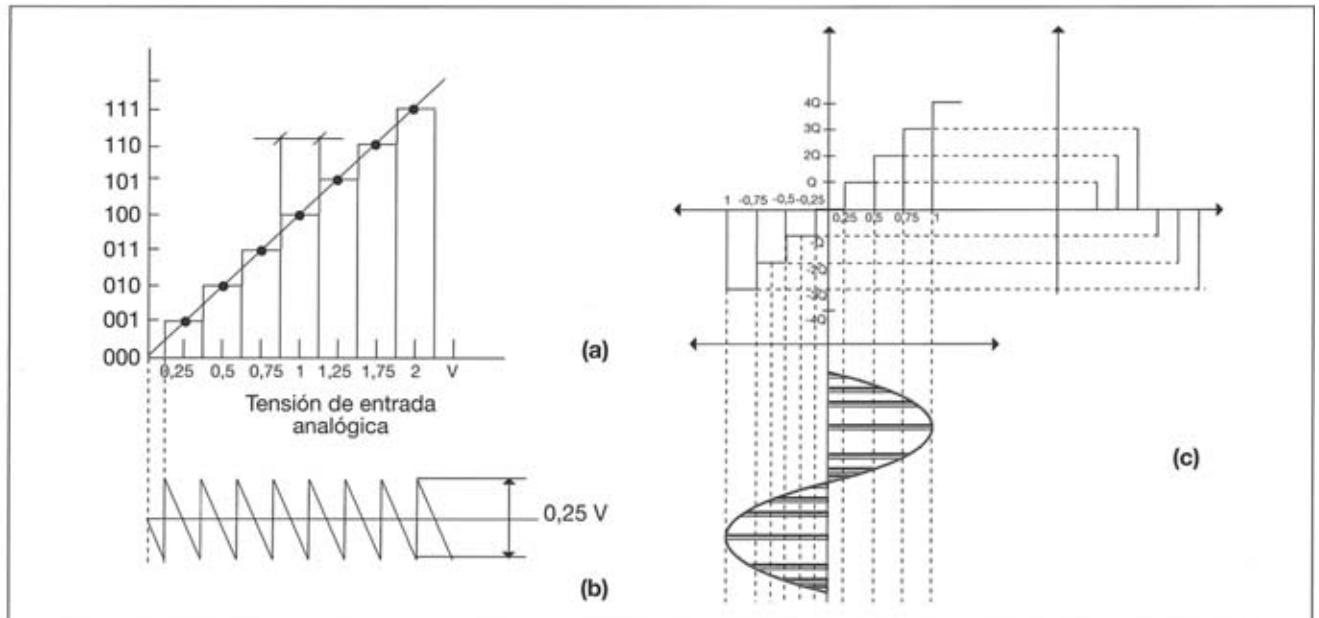 111
110
101
100
011
010
001
000
0,25 0,5 0,75 1 1,25 1,75 2 V
Tensión de entrada
analógica
(a)
0,25 V
(b)
4Q
3Q
2Q
Q
1 -0,75 -0,5 -0,25
0,25 0,5 0,75 1
-Q
-2Q
-3Q
-4Q
(c)